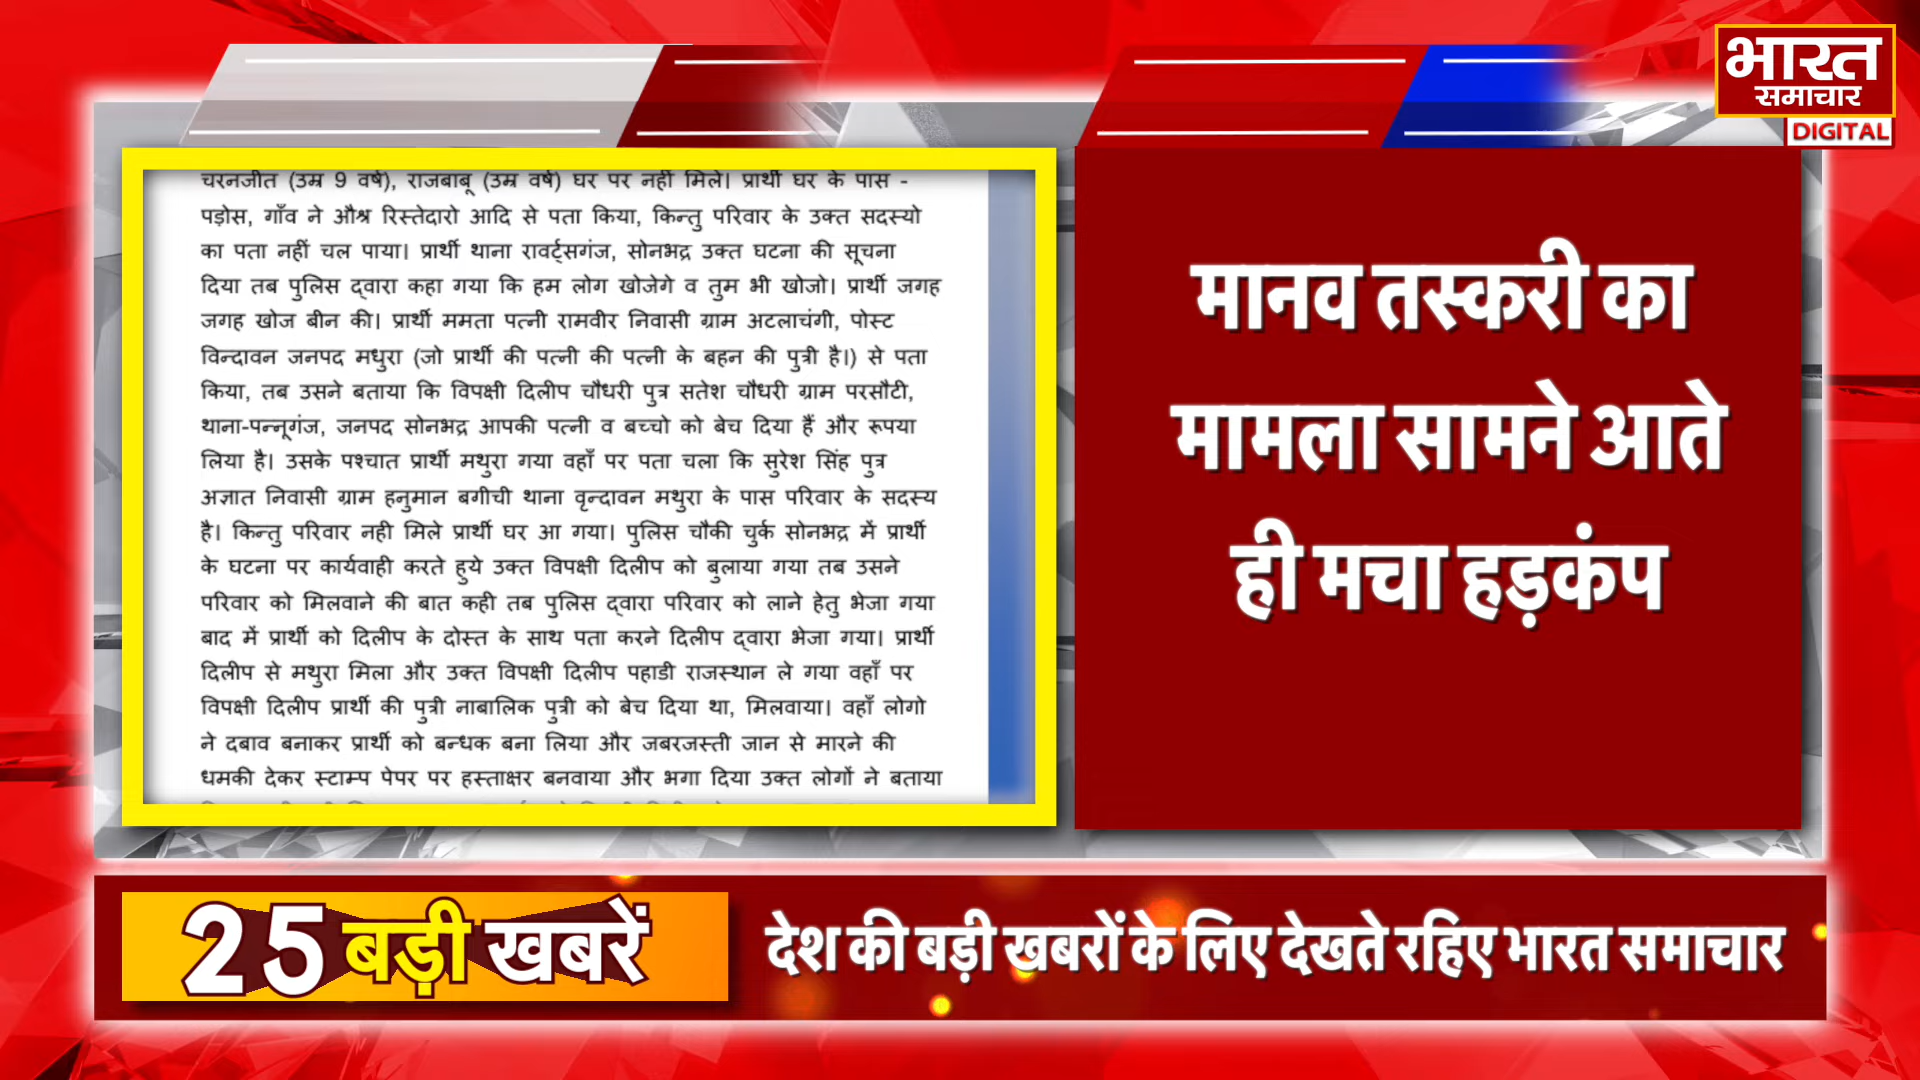 भारत
समाचार
DIGITAL
चरनजीत (उम्र 9 वर्ष), राजबाबू (उम्र वर्ष) घर पर नहीं मिले। प्रार्थी घर के पास -
पड़ोस, गाँव ने औश्र रिस्तेदारो आदि से पता किया, किन्तु परिवार के उक्त सदस्यो
का पता नहीं चल पाया। प्रार्थी थाना रावर्ट्सगंज, सोनभद्र उक्त घटना की सूचना
दिया तब पुलिस द्वारा कहा गया कि हम लोग खोजेगे व तुम भी खोजो। प्रार्थी जगह
जगह खोज बीन की। प्रार्थी ममता पत्नी रामवीर निवासी ग्राम अटलाचंगी, पोस्ट
विन्दावन जनपद मधुरा (जो प्रार्थी की पत्नी की पत्नी के बहन की पुत्री है।) से पता
किया, तब उसने बताया कि विपक्षी दिलीप चौधरी पुत्र सतेश चौधरी ग्राम परसौटी,
थाना-पन्नूगंज, जनपद सोनभद्र आपकी पत्नी व बच्चो को बेच दिया हैं और रूपया
लिया है। उसके पश्चात प्रार्थी मथुरा गया वहाँ पर पता चला कि सुरेश सिंह पुत्र
अज्ञात निवासी ग्राम हनुमान बगीची थाना वृन्दावन मथुरा के पास परिवार के सदस्य
है। किन्तु परिवार नही मिले प्रार्थी घर आ गया। पुलिस चौकी चुर्क सोनभद्र में प्रार्थी
के घटना पर कार्यवाही करते हुये उक्त विपक्षी दिलीप को बुलाया गया तब उसने
परिवार को मिलवाने की बात कही तब पुलिस द्वारा परिवार को लाने हेतु भेजा गया
बाद में प्रार्थी को दिलीप के दोस्त के साथ पता करने दिलीप द्वारा भेजा गया। प्रार्थी
दिलीप से मथुरा मिला और उक्त विपक्षी दिलीप पहाडी राजस्थान ले गया वहाँ पर
विपक्षी दिलीप प्रार्थी की पुत्री नाबालिक पुत्री को बेच दिया था, मिलवाया। वहाँ लोगो
ने दबाव बनाकर प्रार्थी को बन्धक बना लिया और जबरजस्ती जान से मारने की
धमकी देकर स्टाम्प पेपर पर हस्ताक्षर बनवाया और भगा दिया उक्त लोगों ने बताया
मानव तस्करी का
मामला सामने आते
ही मचा हड़कंप
25 बड़ी खबरें
देश की बड़ी खबरों के लिए देखते रहिए भारत समाचार